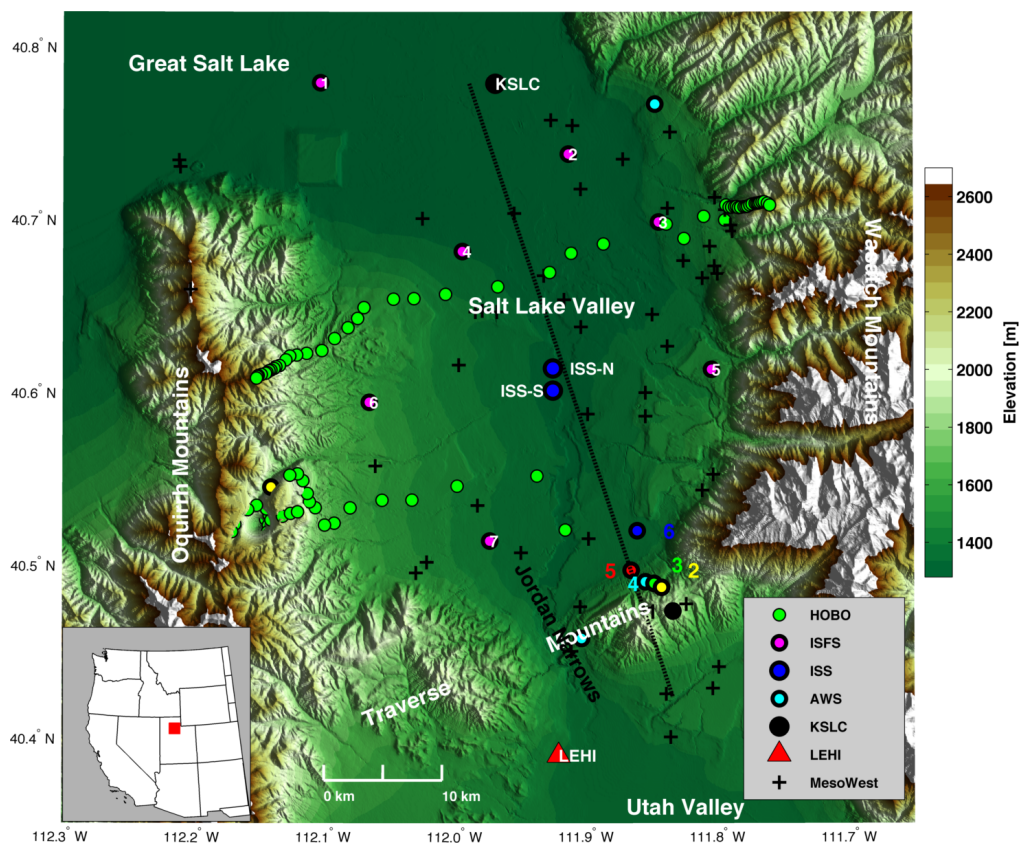 40.8° N
Great Salt Lake
1
KSLC
2
40.7° N
3
4
Wasatch Mountains
2600
2400
2200
2000
1800
1600
1400
Elevation [m]
Salt Lake Valley
ISS-N
ISS-S
5
40.6° N
6
Oquirrh Mountains
6
7
40.5° N
5
3
2
4
Jordan Narrows
Mountains
Traverse
HOBO
ISFS
ISS
AWS
KSLC
LEHI
MesoWest
40.4° N
LEHI
0 km
10 km
Utah Valley
112.3 °W
112.2 °W
112.1 °W
112.0 °W
111.9 °W
111.8 °W
111.7 °W